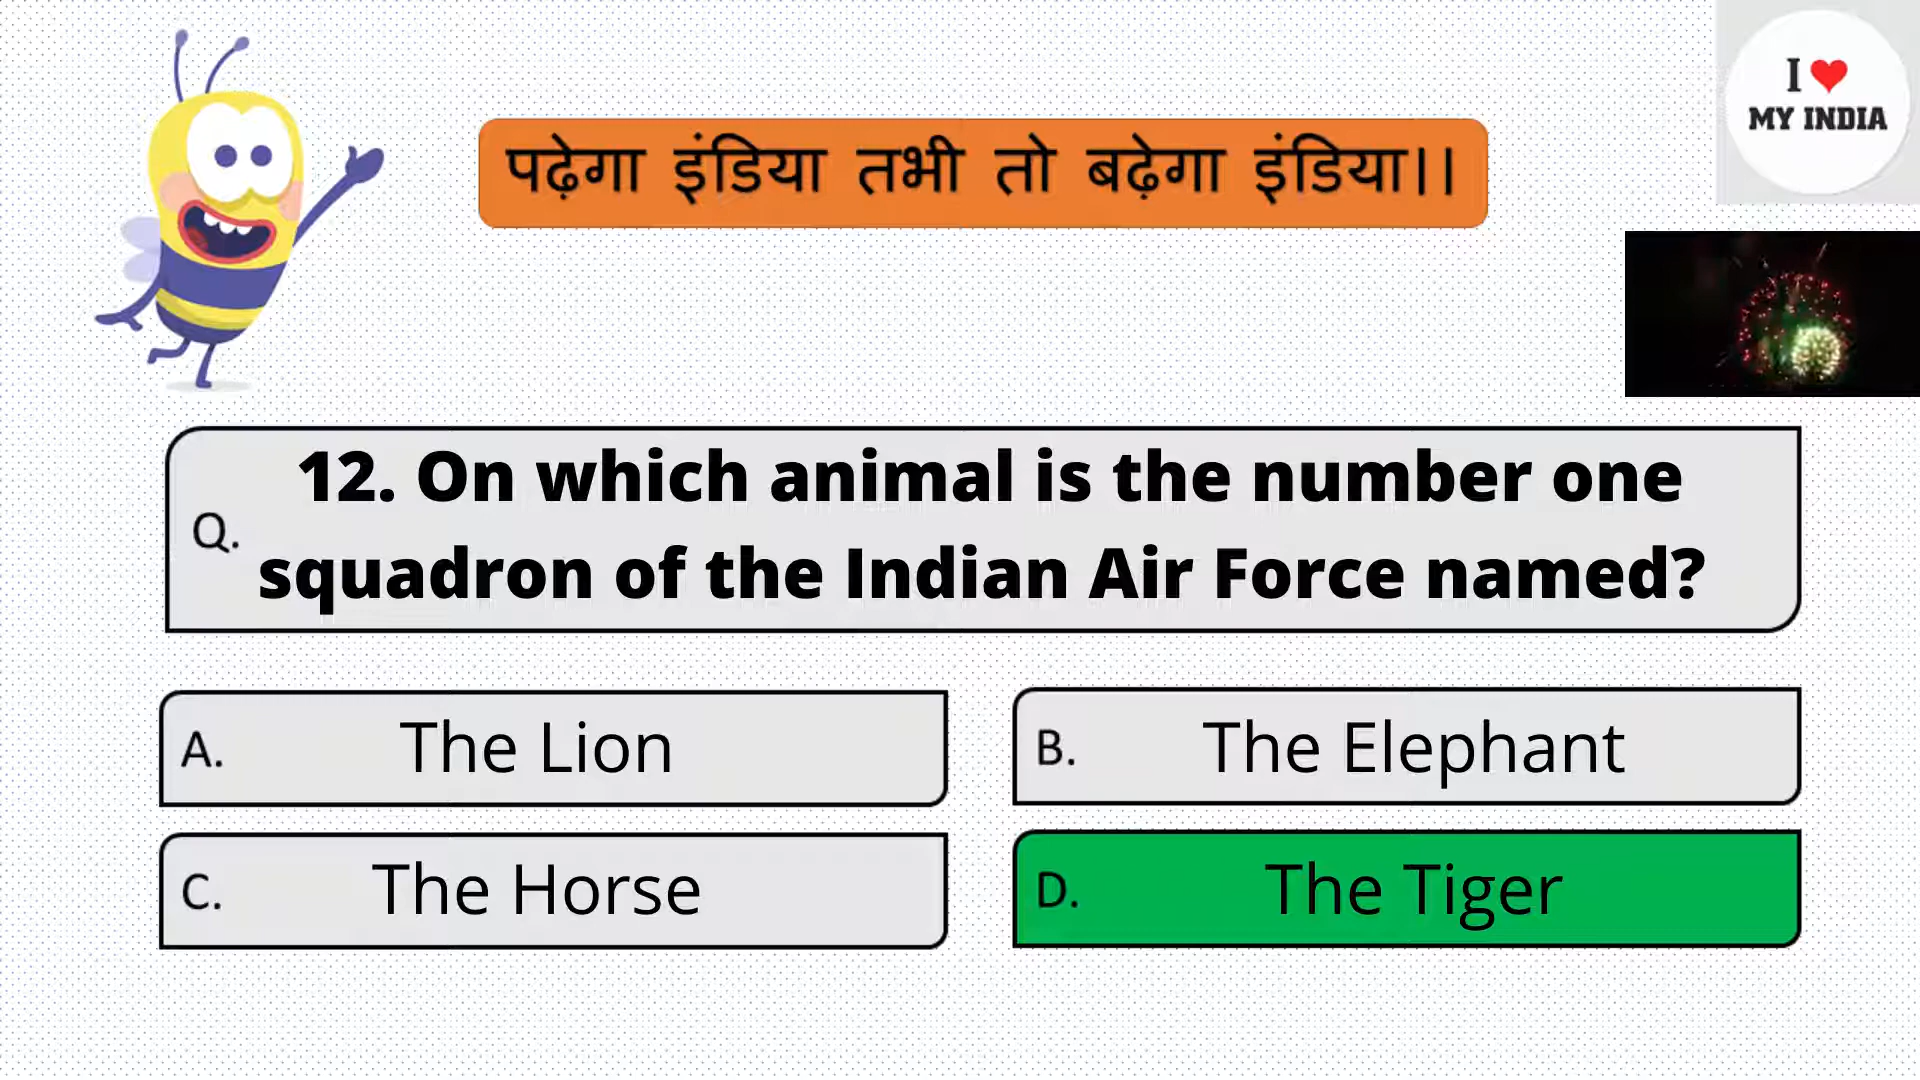 I ❤ 
MY INDIA
पढ़ेगा इंडिया तभी तो बढ़ेगा इंडिया।।
Q. 12. On which animal is the number one
squadron of the Indian Air Force named?
A. The Lion
B. The Elephant
C. The Horse
D. The Tiger